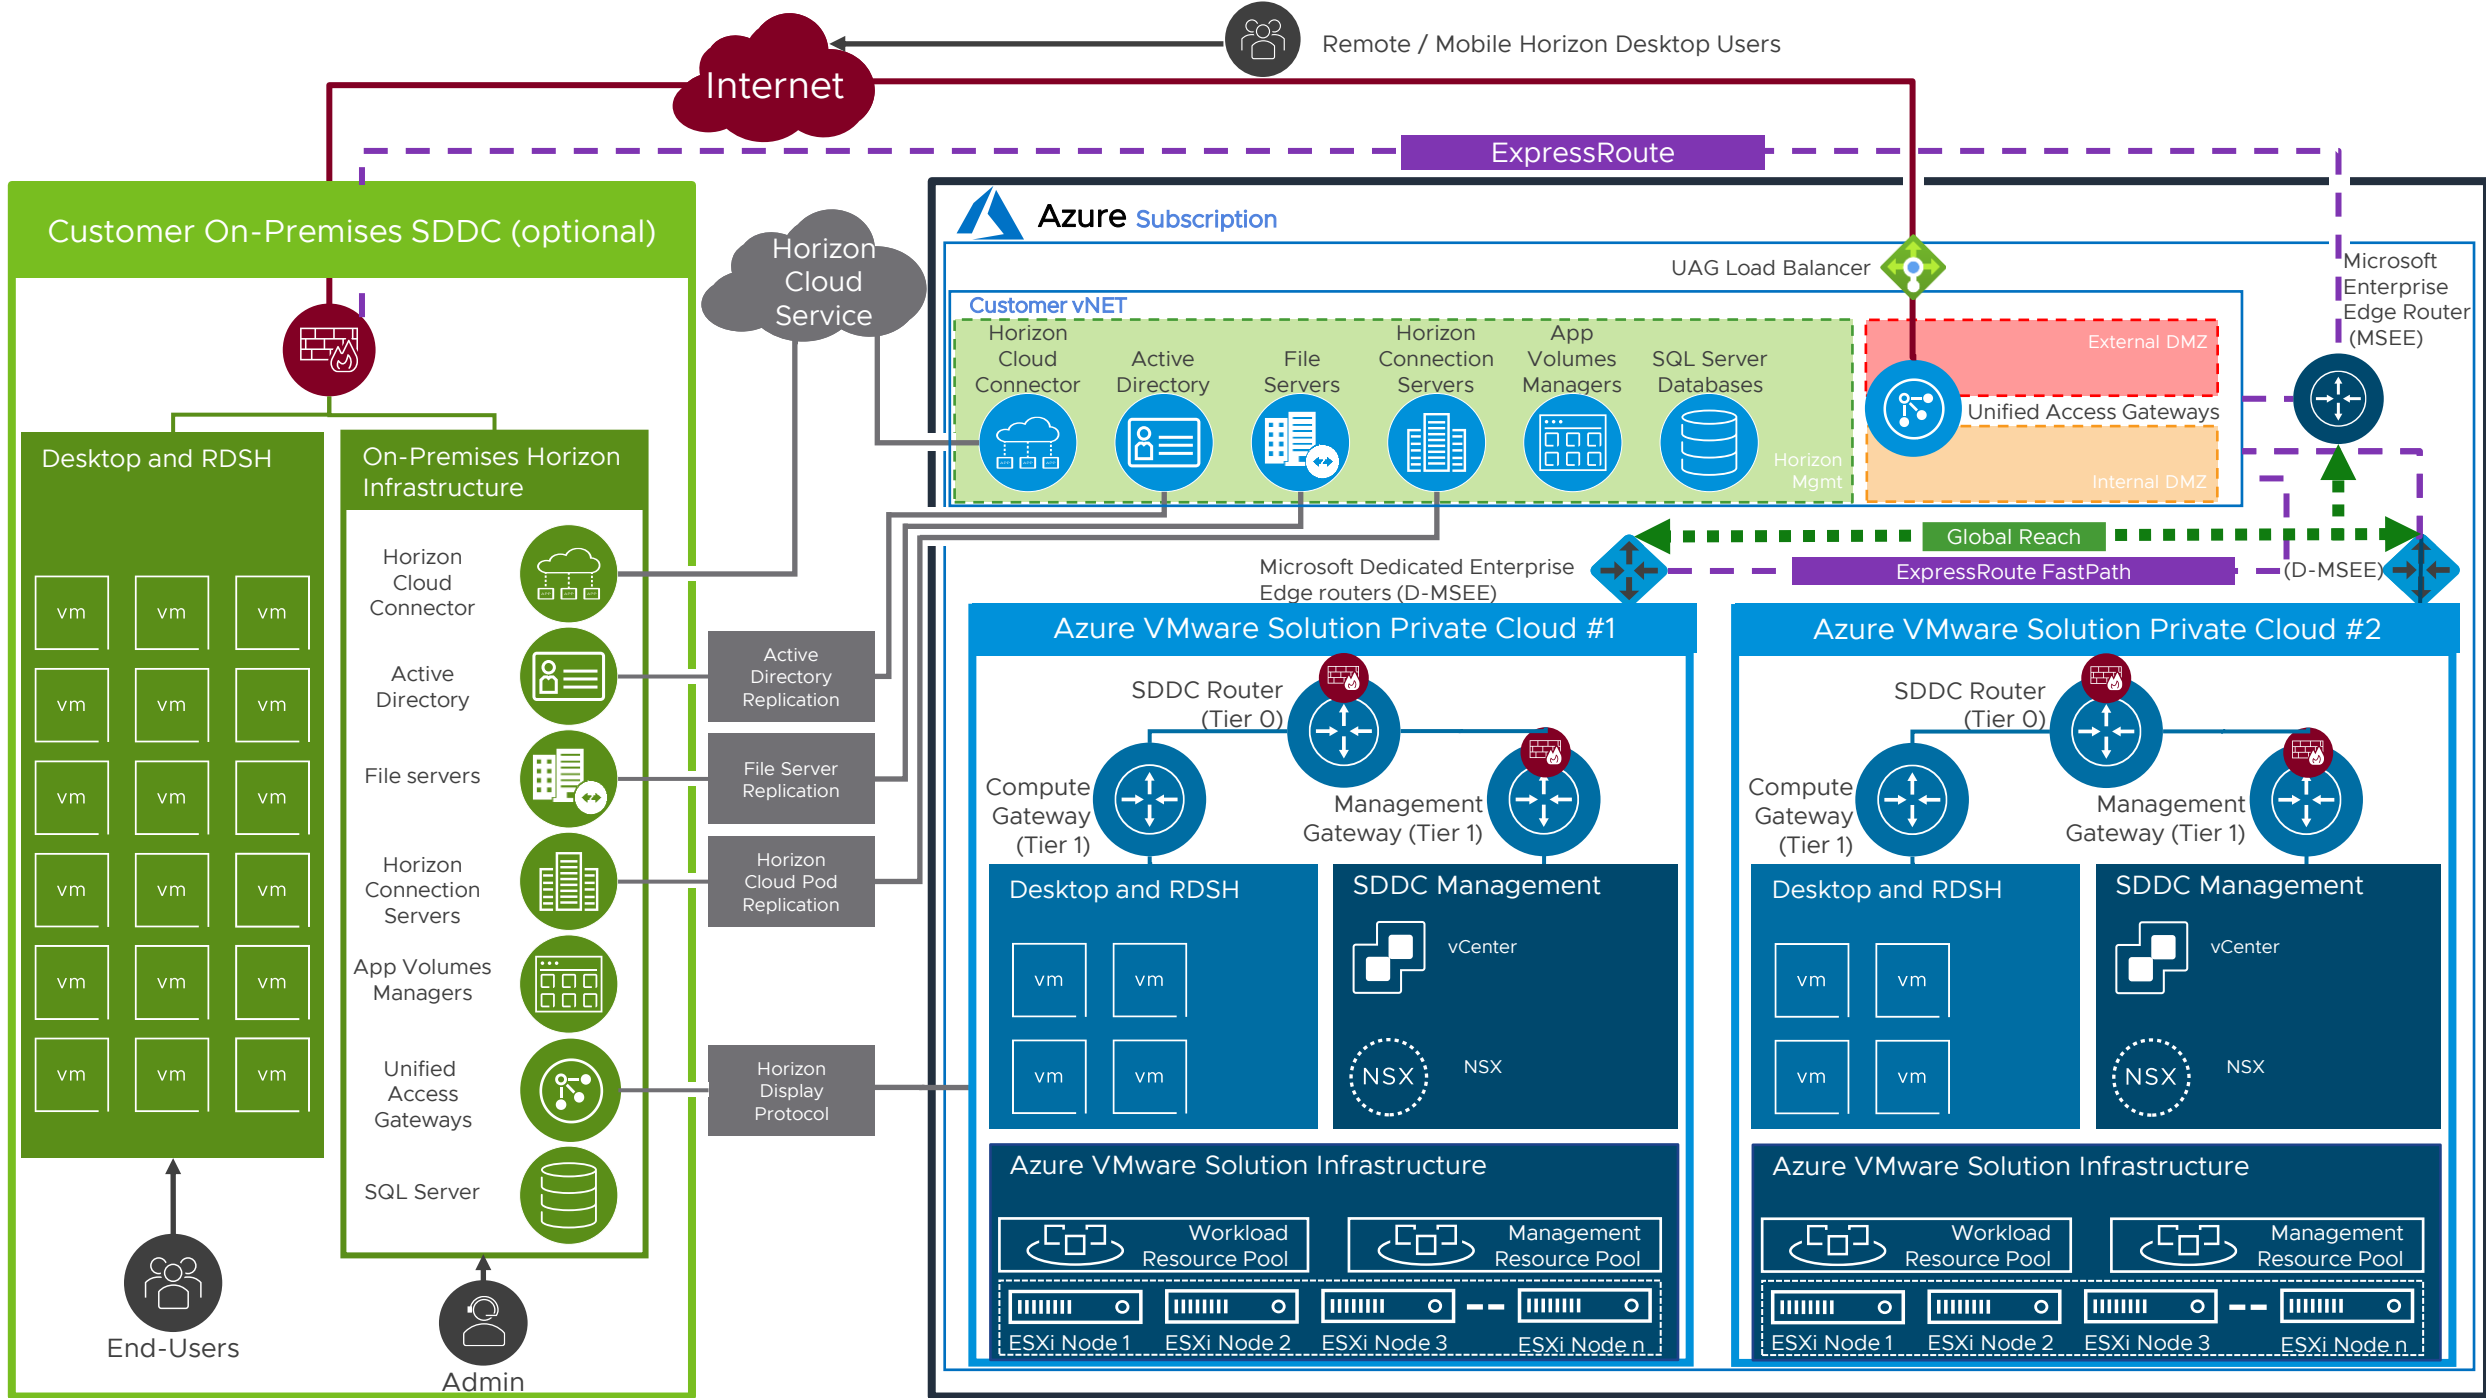 Remote / Mobile Horizon Desktop Users
Internet
ExpressRoute
Customer On-Premises SDDC (optional)
Desktop and RDSH
vm vm vm
vm vm vm
vm vm vm
vm vm vm
vm vm vm
vm vm vm
End-Users
On-Premises Horizon
Infrastructure
Horizon
Cloud
Connector
APP APP APP
Active
Directory
File servers
Horizon
Connection
Servers
App Volumes
Managers
Unified
Access
Gateways
SQL Server
Admin
Horizon
Cloud
Service
Active
Directory
Replication
File Server
Replication
Horizon
Cloud Pod
Replication
Horizon
Display
Protocol
Azure Subscription
UAG Load Balancer
Customer vNET
Horizon
Cloud
Connector
APP APP APP
Active
Directory
File
Servers
Horizon
Connection
Servers
App
Volumes
Managers
SQL Server
Databases
Horizon
Mgmt
External DMZ
Unified Access Gateways
Internal DMZ
Microsoft
Enterprise
Edge Router
(MSEE)
Global Reach
Microsoft Dedicated Enterprise
Edge routers (D-MSEE)
ExpressRoute FastPath
(D-MSEE)
Azure VMware Solution Private Cloud #1
SDDC Router
(Tier 0)
Compute
Gateway
(Tier 1)
Management
Gateway (Tier 1)
Desktop and RDSH
vm vm
vm vm
SDDC Management
vCenter
NSX NSX
Azure VMware Solution Infrastructure
Workload
Resource Pool
Management
Resource Pool
ESXi Node 1 ESXi Node 2 ESXi Node 3 ESXi Node n
Azure VMware Solution Private Cloud #2
SDDC Router
(Tier 0)
Compute
Gateway
(Tier 1)
Management
Gateway (Tier 1)
Desktop and RDSH
vm vm
vm vm
SDDC Management
vCenter
NSX NSX
Azure VMware Solution Infrastructure
Workload
Resource Pool
Management
Resource Pool
ESXi Node 1 ESXi Node 2 ESXi Node 3 ESXi Node n